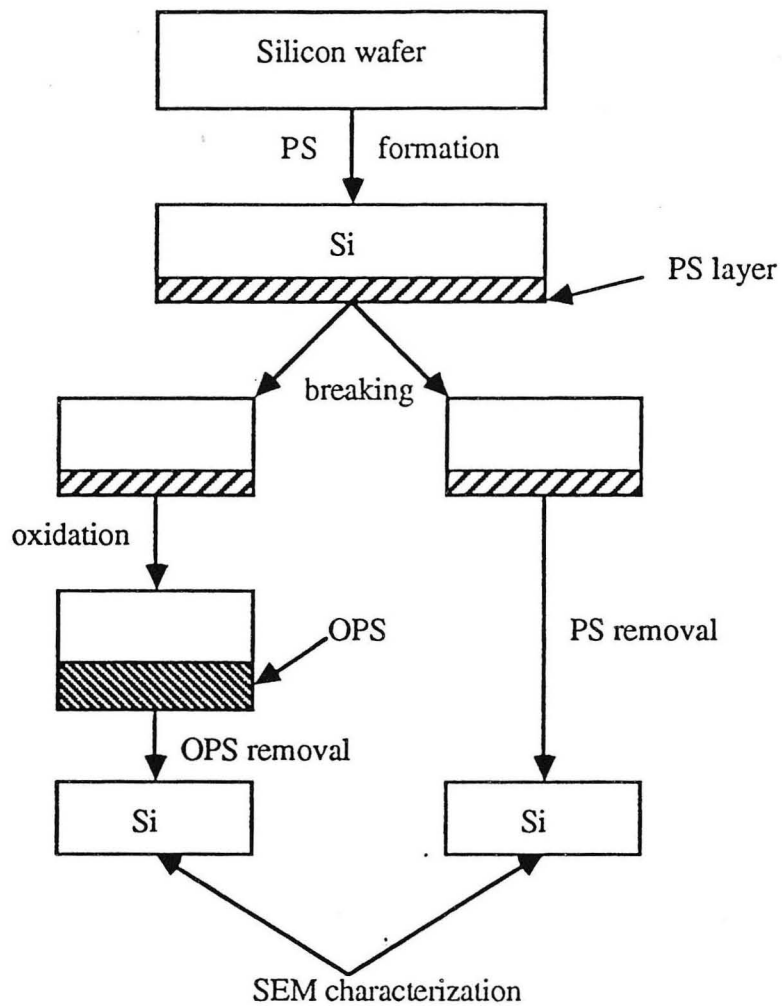 Silicon wafer
PS formation
Si
PS layer
breaking
oxidation
OPS
PS removal
OPS removal
Si
Si
SEM characterization